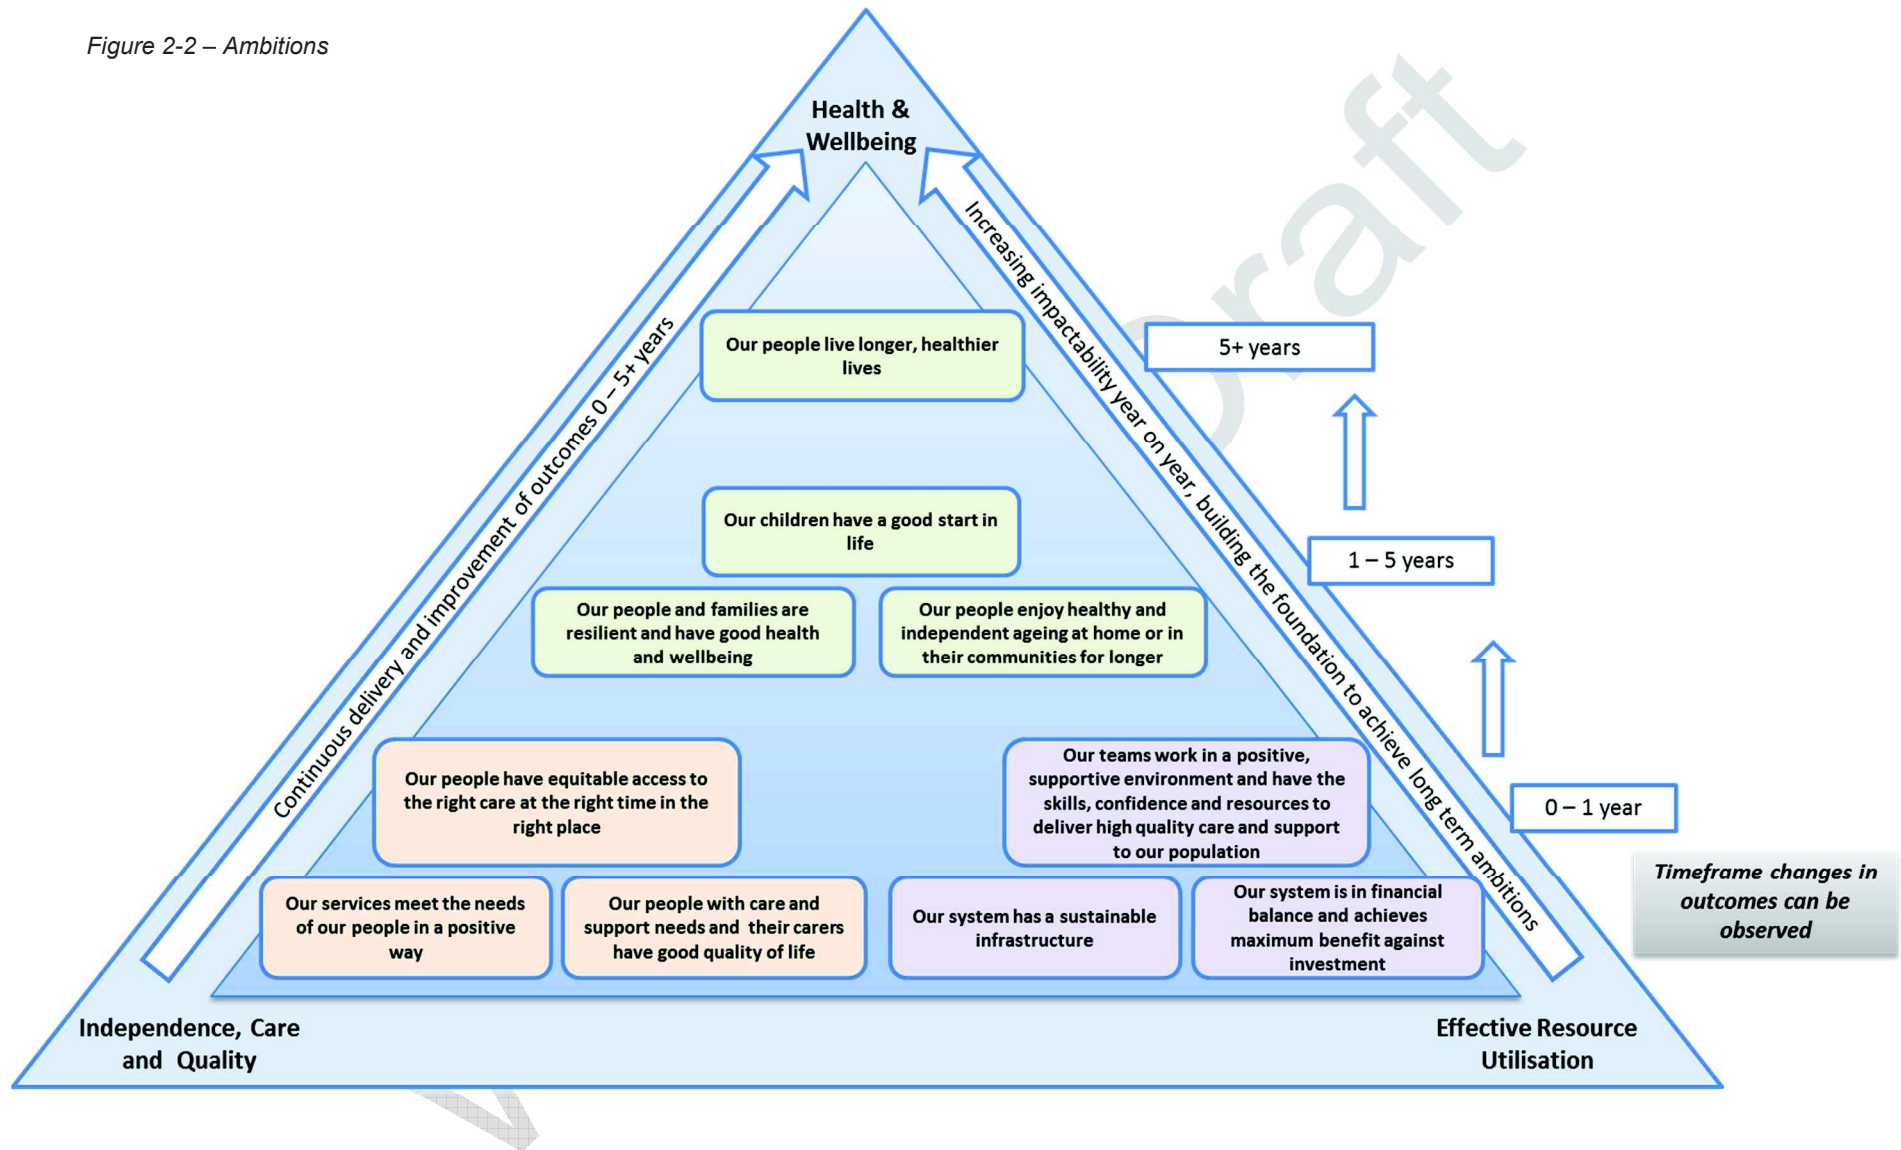 Figure 2-2 – Ambitions
Health &
Wellbeing
Continuous delivery and improvement of outcomes 0 – 5+ years
Increasing impactability year on year, building the foundation to achieve long term ambitions
Our people live longer, healthier
lives
5+ years
Our children have a good start in
life
1 – 5 years
Our people and families are
resilient and have good health
and wellbeing
Our people enjoy healthy and
independent ageing at home or in
their communities for longer
Our people have equitable access to
the right care at the right time in the
right place
Our teams work in a positive,
supportive environment and have the
skills, confidence and resources to
deliver high quality care and support
to our population
0 – 1 year
Our services meet the needs
of our people in a positive
way
Our people with care and
support needs and their carers
have good quality of life
Our system has a sustainable
infrastructure
Our system is in financial
balance and achieves
maximum benefit against
investment
Timeframe changes in
outcomes can be
observed
Independence, Care
and Quality
Effective Resource
Utilisation
Draft